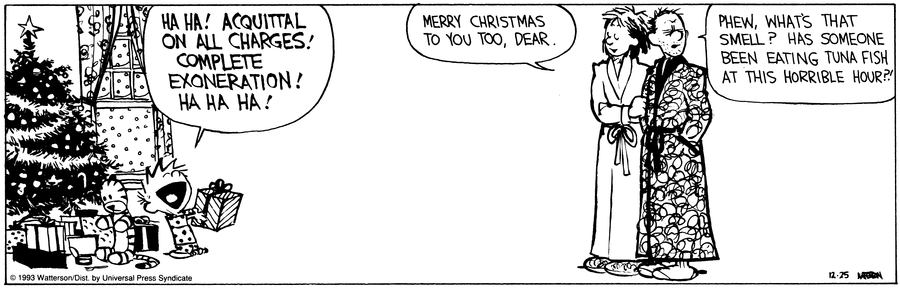 HA HA! ACQUITTAL
ON ALL CHARGES!
COMPLETE
EXONERATION!
HA HA HA!
MERRY CHRISTMAS
TO YOU TOO, DEAR.
PHEW, WHAT'S THAT
SMELL? HAS SOMEONE
BEEN EATING TUNA FISH
AT THIS HORRIBLE HOUR?!
© 1993 Watterson/Dist. by Universal Press Syndicate
12-25 WATTERSON